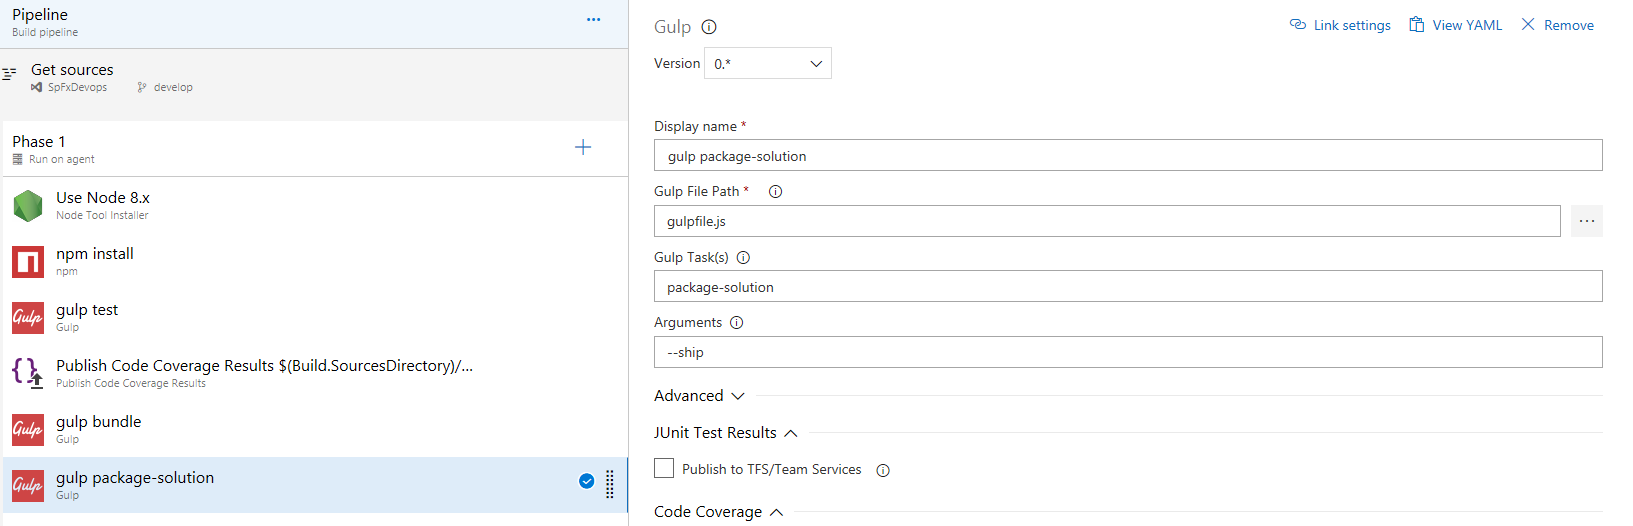 Pipeline
Build pipeline
Get sources
SpFxDevops develop
Phase 1
Run on agent
Use Node 8.x
Node Tool Installer
npm install
npm
Gulp
gulp test
Gulp
Publish Code Coverage Results $(Build.SourcesDirectory)/...
Publish Code Coverage Results
Gulp
gulp bundle
Gulp
Gulp
gulp package-solution
Gulp
Gulp
Link settings View YAML Remove
Version 0.*
Display name *
gulp package-solution
Gulp File Path *
gulpfile.js
Gulp Task(s)
package-solution
Arguments
--ship
Advanced
JUnit Test Results
Publish to TFS/Team Services
Code Coverage